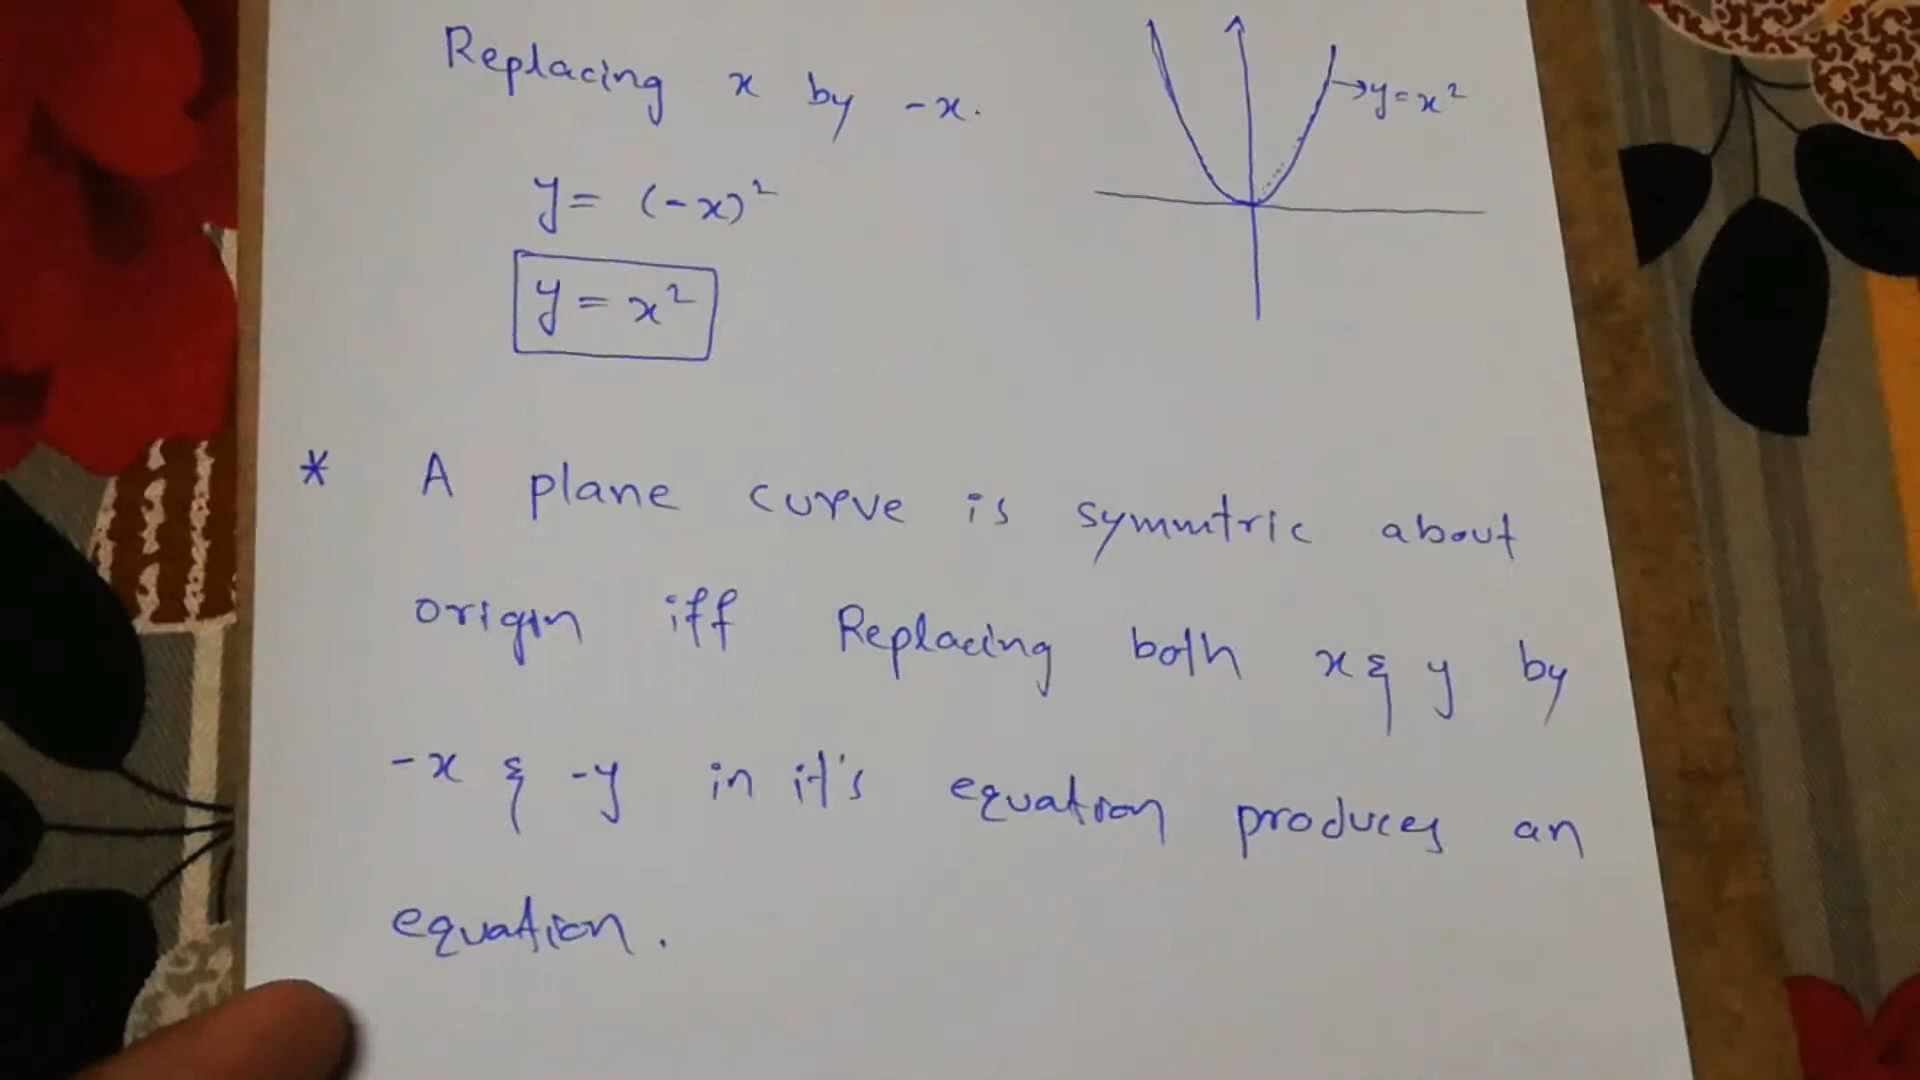 Replacing x by -x.
→y=x²
y= (-x)²
y = x²
* A plane curve is symmtric about
origin iff Replacing both x & y by
-x & -y in it's equation produces an
equation.